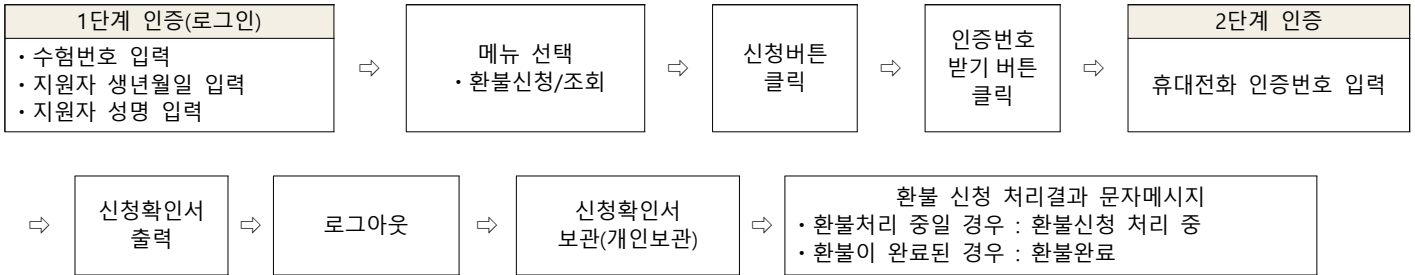 1단계 인증(로그인)
・수험번호 입력
・지원자 생년월일 입력
・지원자 성명 입력
⇨
메뉴 선택
・환불신청/조회
⇨
신청버튼
클릭
⇨
인증번호
받기 버튼
클릭
⇨
2단계 인증
휴대전화 인증번호 입력
⇨
신청확인서
출력
⇨
로그아웃
⇨
신청확인서
보관(개인보관)
⇨
환불 신청 처리결과 문자메시지
・환불처리 중일 경우 : 환불신청 처리 중
・환불이 완료된 경우 : 환불완료